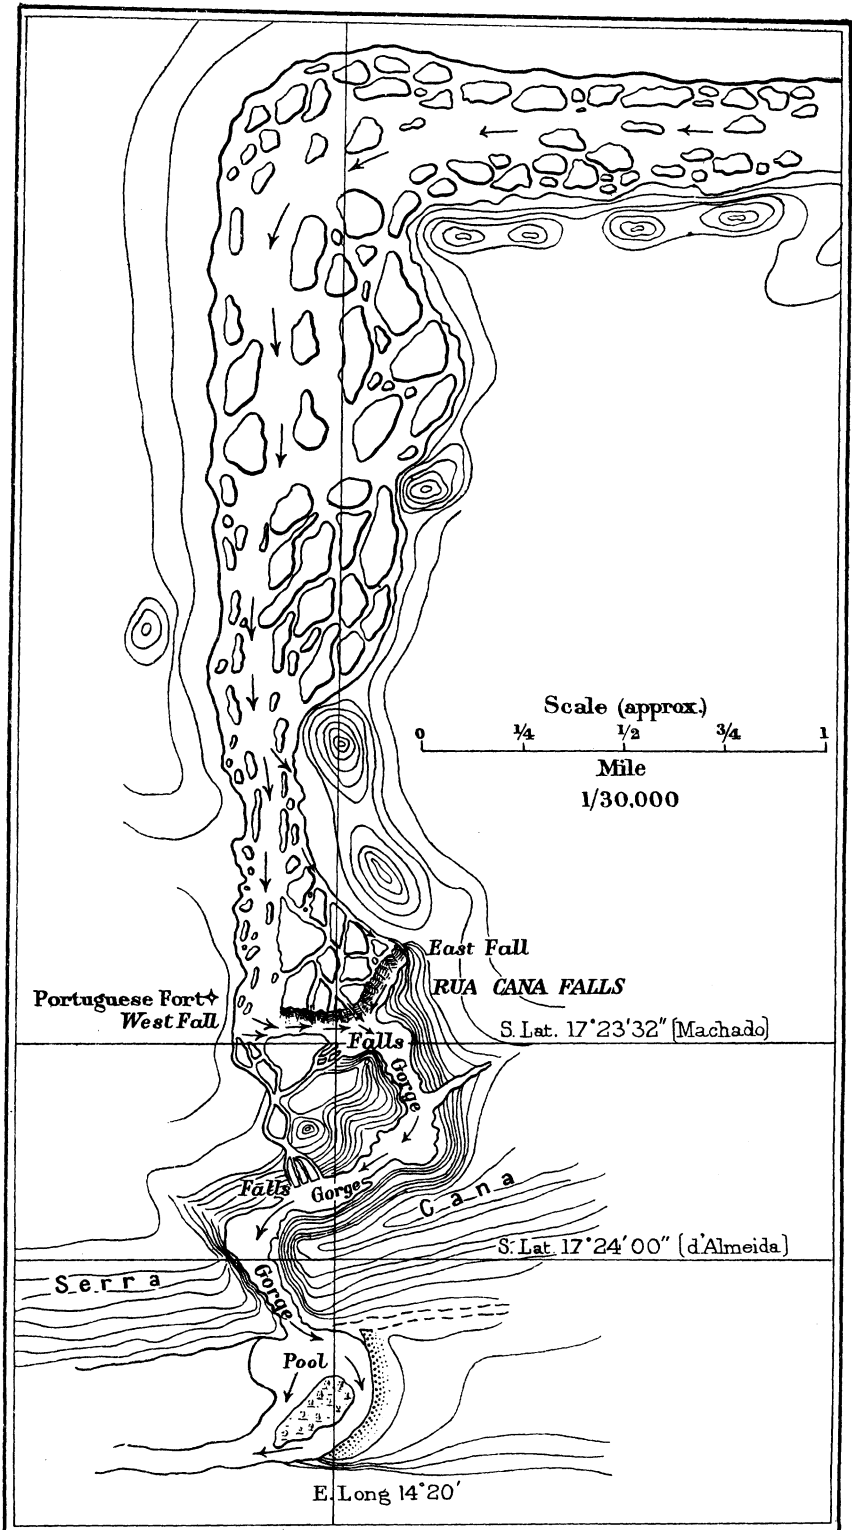 Scale (approx.)
0 1/4 1/2 3/4 1
Mile
1/30,000
East Fall
RUA CANA FALLS
Portuguese Fort
West Fall
S. Lat. 17°23'32" (Machado)
Falls
Gorge
Falls
Gorge
Cana
S. Lat. 17°24'00" (d'Almeida)
Serra
Gorge
Pool
E. Long 14°20'